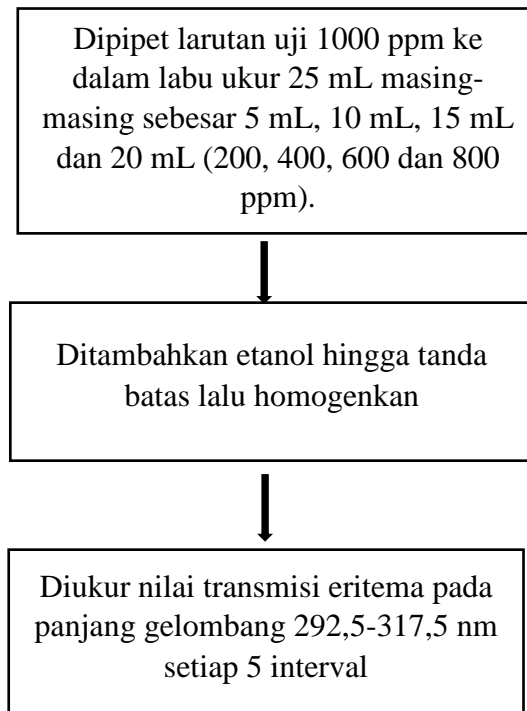 Dipipet larutan uji 1000 ppm ke
dalam labu ukur 25 mL masing-
masing sebesar 5 mL, 10 mL, 15 mL
dan 20 mL (200, 400, 600 dan 800
ppm).
Ditambahkan etanol hingga tanda
batas lalu homogenkan
Diukur nilai transmisi eritema pada
panjang gelombang 292,5-317,5 nm
setiap 5 interval